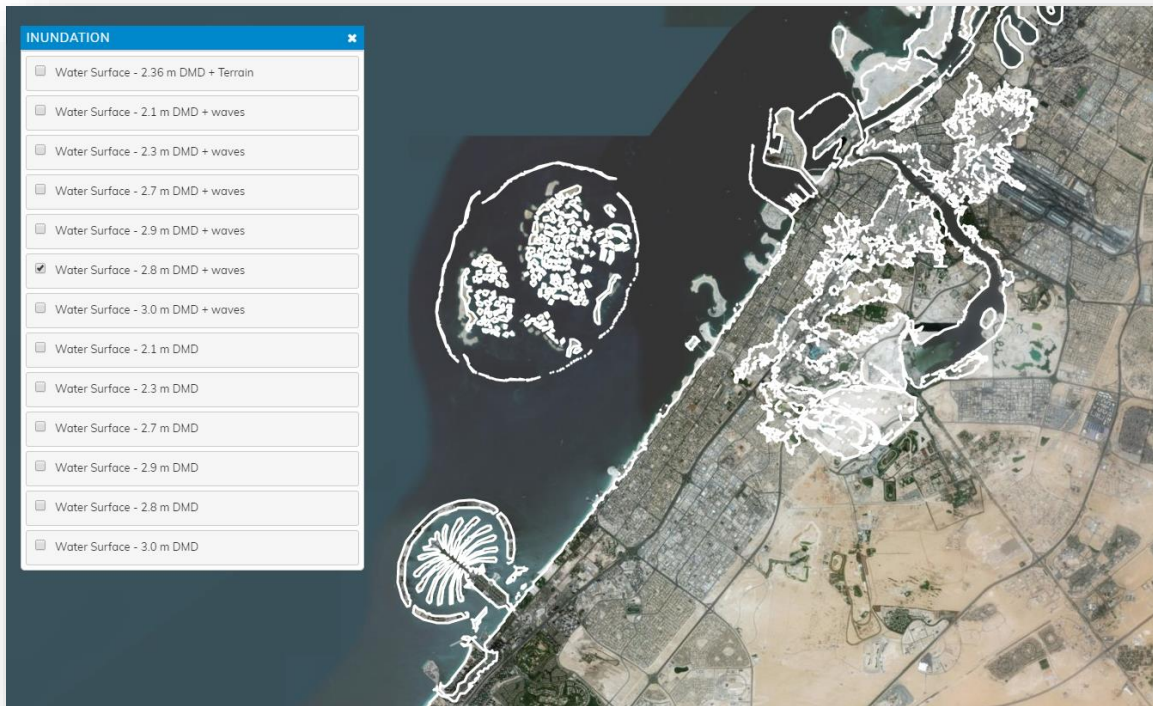 INUNDATION
Water Surface - 2.36 m DMD + Terrain
Water Surface - 2.1 m DMD + waves
Water Surface - 2.3 m DMD + waves
Water Surface - 2.7 m DMD + waves
Water Surface - 2.9 m DMD + waves
Water Surface - 2.8 m DMD + waves
Water Surface - 3.0 m DMD + waves
Water Surface - 2.1 m DMD
Water Surface - 2.3 m DMD
Water Surface - 2.7 m DMD
Water Surface - 2.9 m DMD
Water Surface - 2.8 m DMD
Water Surface - 3.0 m DMD